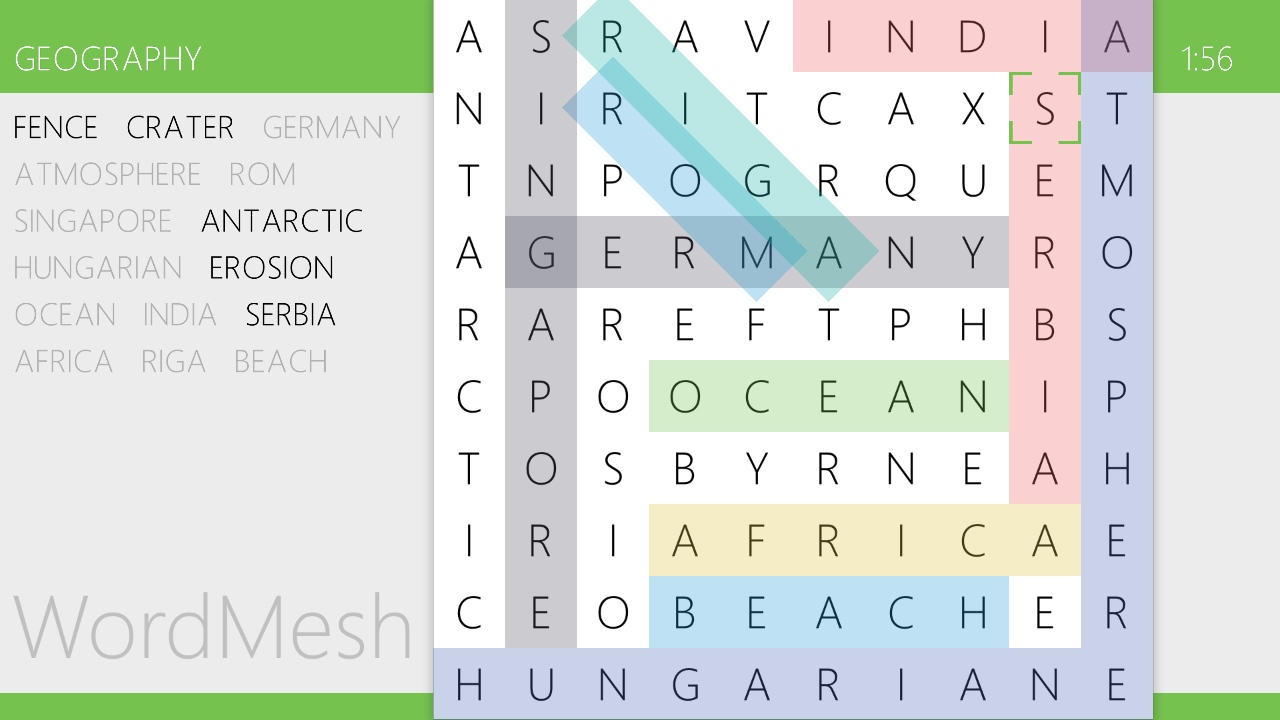 GEOGRAPHY
1:56
FENCE CRATER GERMANY
ATMOSPHERE ROM
SINGAPORE ANTARCTIC
HUNGARIAN EROSION
OCEAN INDIA SERBIA
AFRICA RIGA BEACH
WordMesh
A S R A V I N D I A
N I R I T C A X S T
T N P O G R Q U E M
A G E R M A N Y R O
R A R E F T P H B S
C P O O C E A N I P
T O S B Y R N E A H
I R I A F R I C A E
C E O B E A C H E R
H U N G A R I A N E